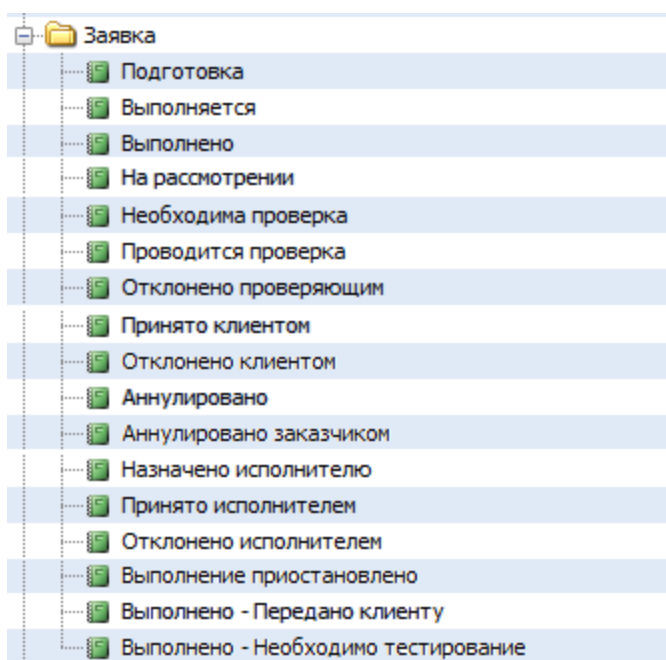 Заявка
Подготовка
Выполняется
Выполнено
На рассмотрении
Необходима проверка
Проводится проверка
Отклонено проверяющим
Принято клиентом
Отклонено клиентом
Аннулировано
Аннулировано заказчиком
Назначено исполнителю
Принято исполнителем
Отклонено исполнителем
Выполнение приостановлено
Выполнено - Передано клиенту
Выполнено - Необходимо тестирование